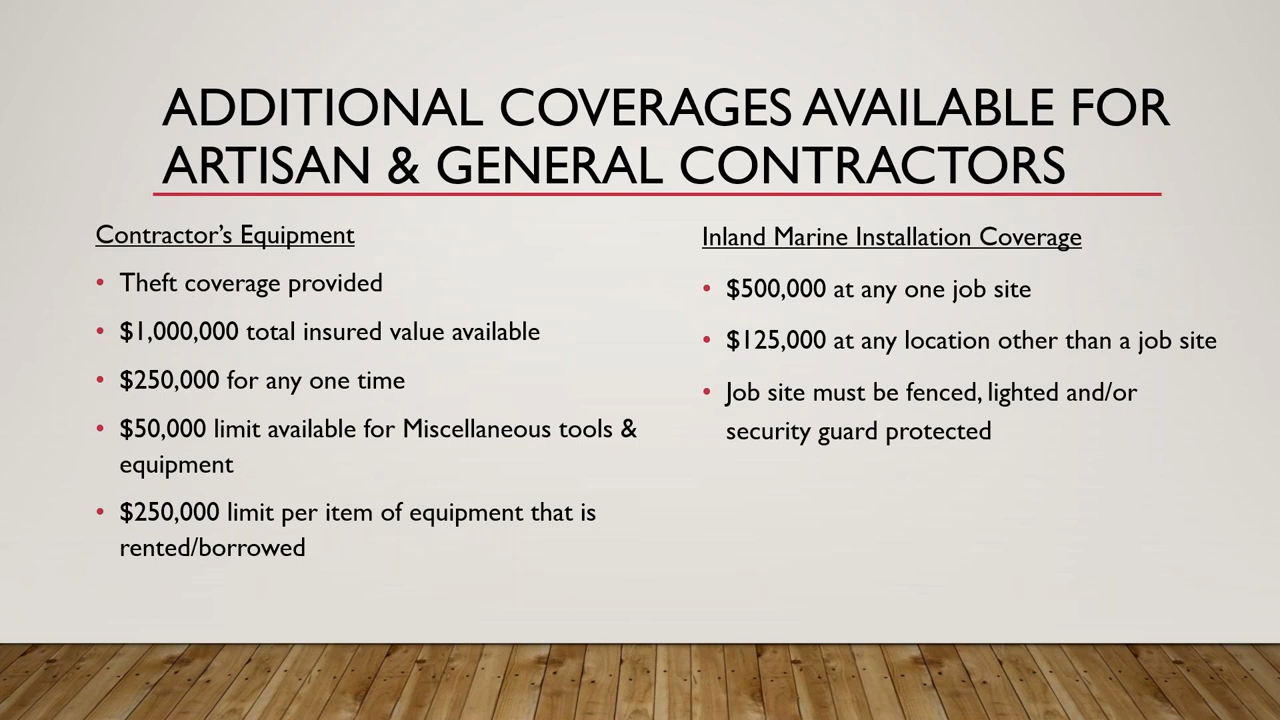 ADDITIONAL COVERAGES AVAILABLE FOR
ARTISAN & GENERAL CONTRACTORS
Contractor's Equipment
• Theft coverage provided
• $1,000,000 total insured value available
• $250,000 for any one time
• $50,000 limit available for Miscellaneous tools &
equipment
• $250,000 limit per item of equipment that is
rented/borrowed
Inland Marine Installation Coverage
• $500,000 at any one job site
• $125,000 at any location other than a job site
• Job site must be fenced, lighted and/or
security guard protected